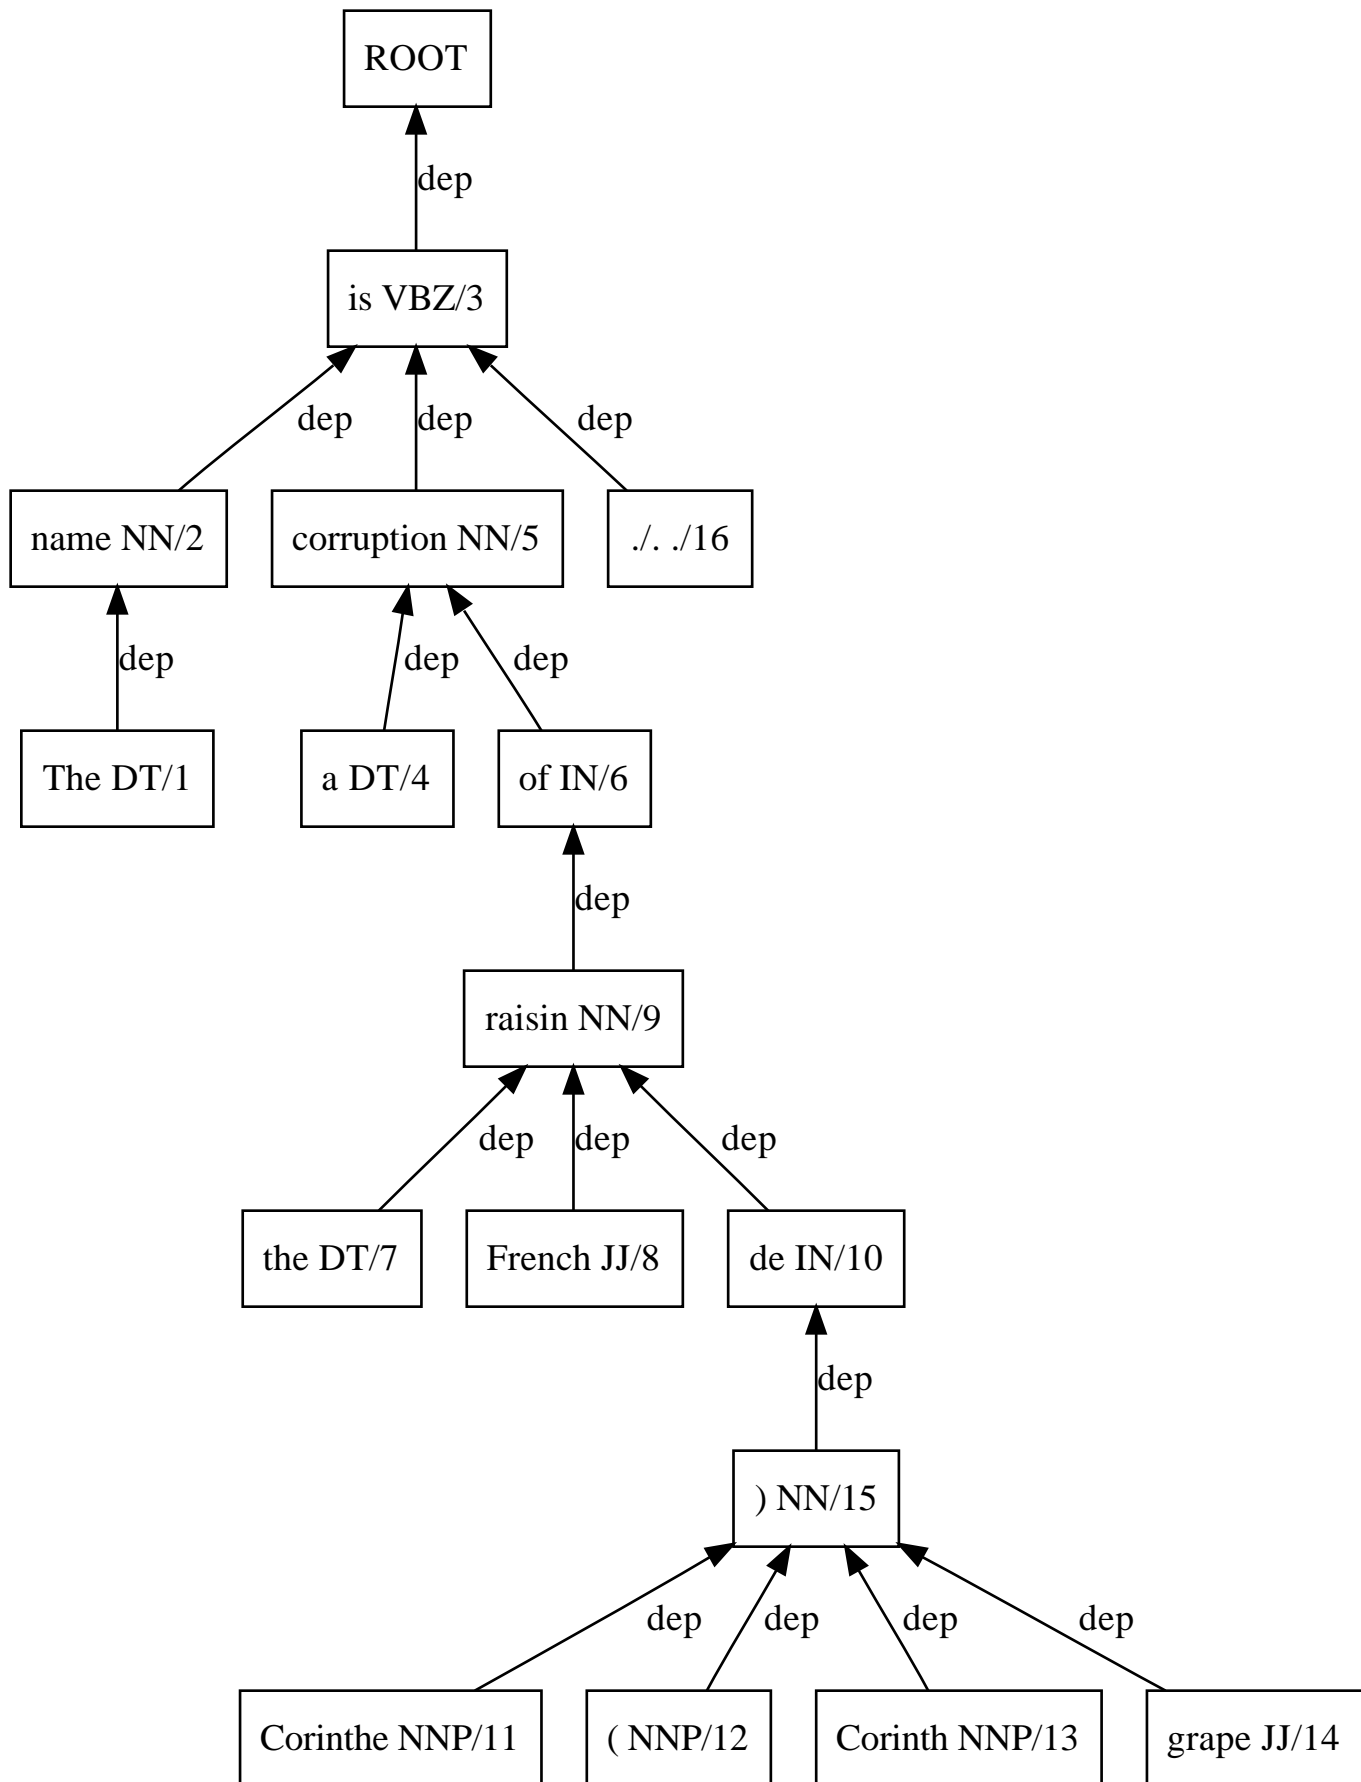 ROOT
dep
is VBZ/3
dep dep dep
name NN/2 corruption NN/5 ./. ./16
dep dep dep
The DT/1 a DT/4 of IN/6
dep
raisin NN/9
dep dep dep
the DT/7 French JJ/8 de IN/10
dep
) NN/15
dep dep dep dep
Corinthe NNP/11 ( NNP/12 Corinth NNP/13 grape JJ/14